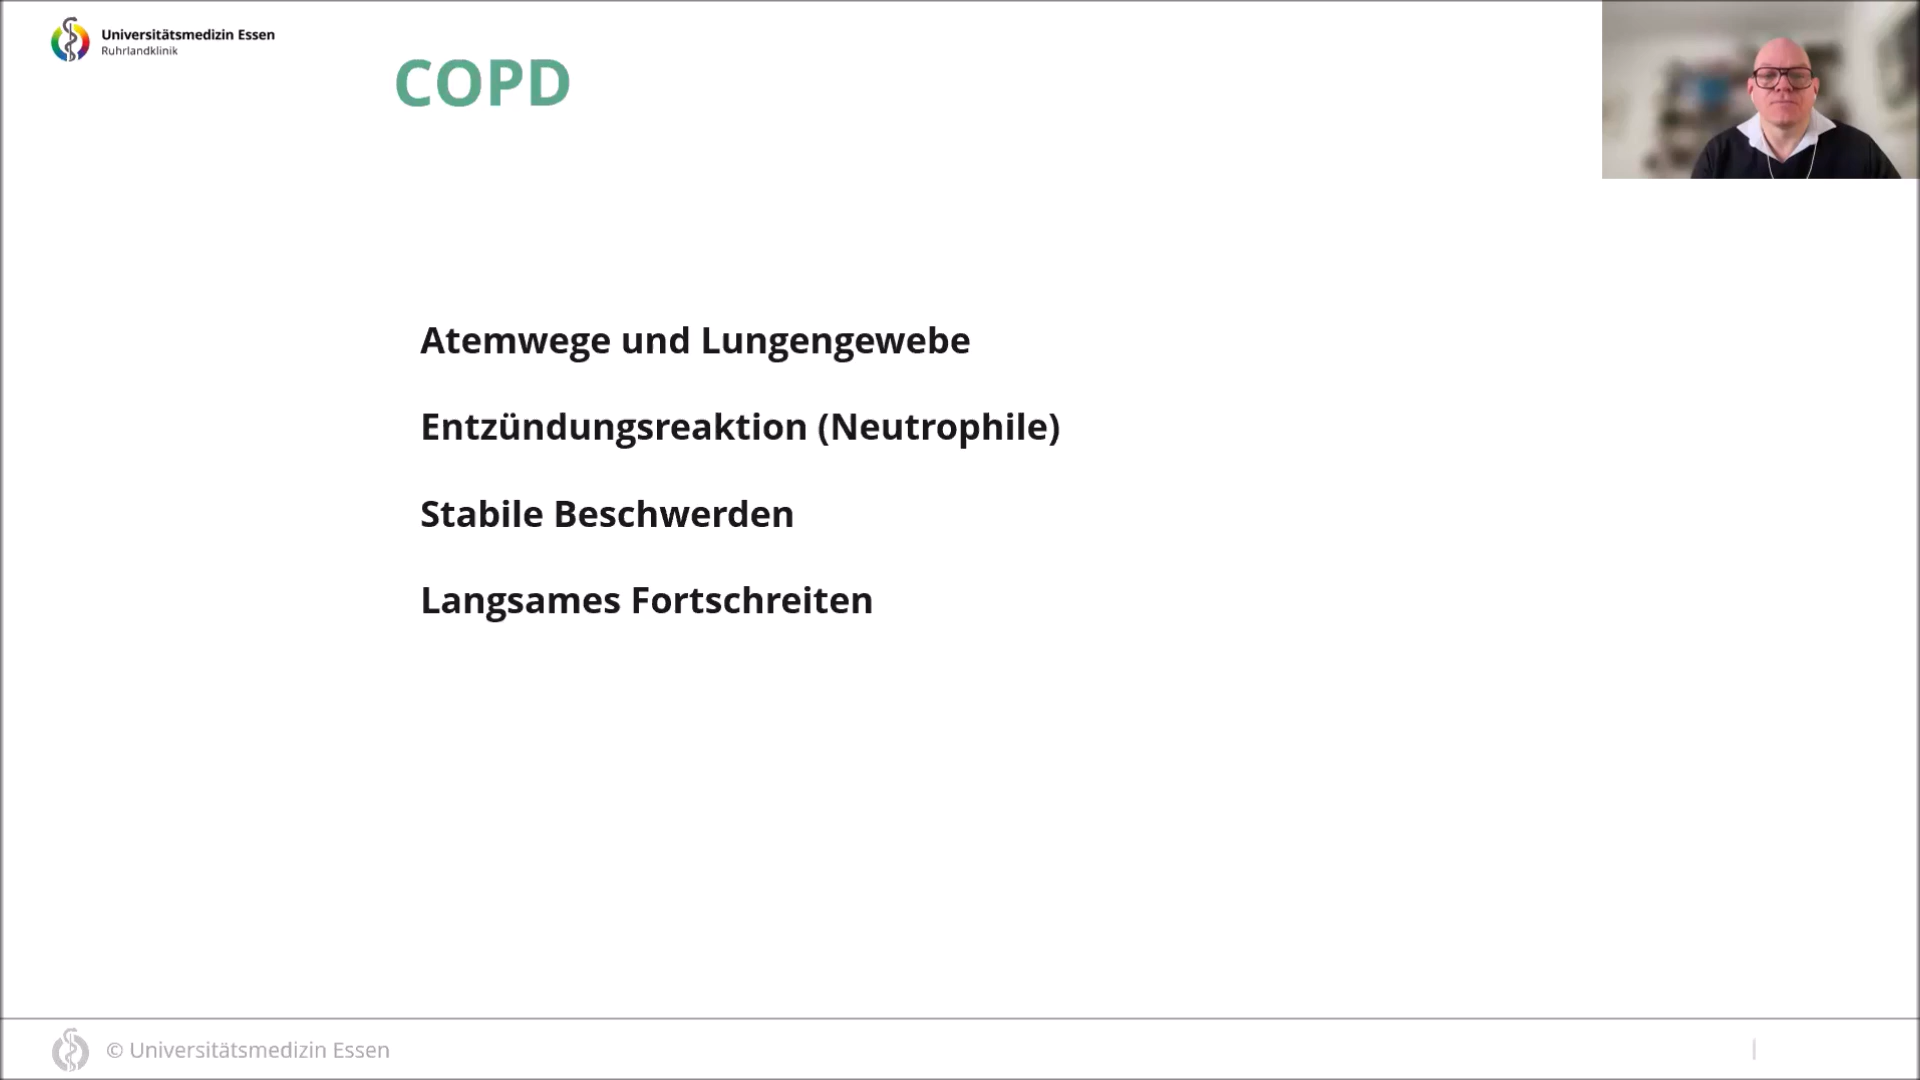 Universitätsmedizin Essen
Ruhrlandklinik
COPD
Atemwege und Lungengewebe
Entzündungsreaktion (Neutrophile)
Stabile Beschwerden
Langsames Fortschreiten
© Universitätsmedizin Essen